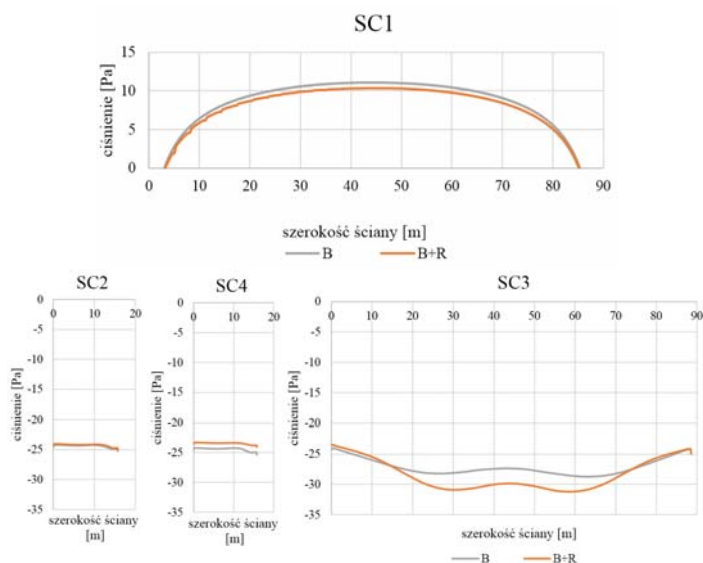 SC1
ciśnienie [Pa]
15
10
5
0
0 10 20 30 40 50 60 70 80 90
szerokość ściany [m]
B B+R
SC2
ciśnienie [Pa]
0
-5
-10
-15
-20
-25
-30
-35
0 10 20
szerokość ściany
[m]
SC4
ciśnienie [Pa]
0
-5
-10
-15
-20
-25
-30
-35
0 10 20
szerokość ściany
[m]
SC3
ciśnienie [Pa]
0
-5
-10
-15
-20
-25
-30
-35
0 10 20 30 40 50 60 70 80 90
szerokość ściany [m]
B B+R